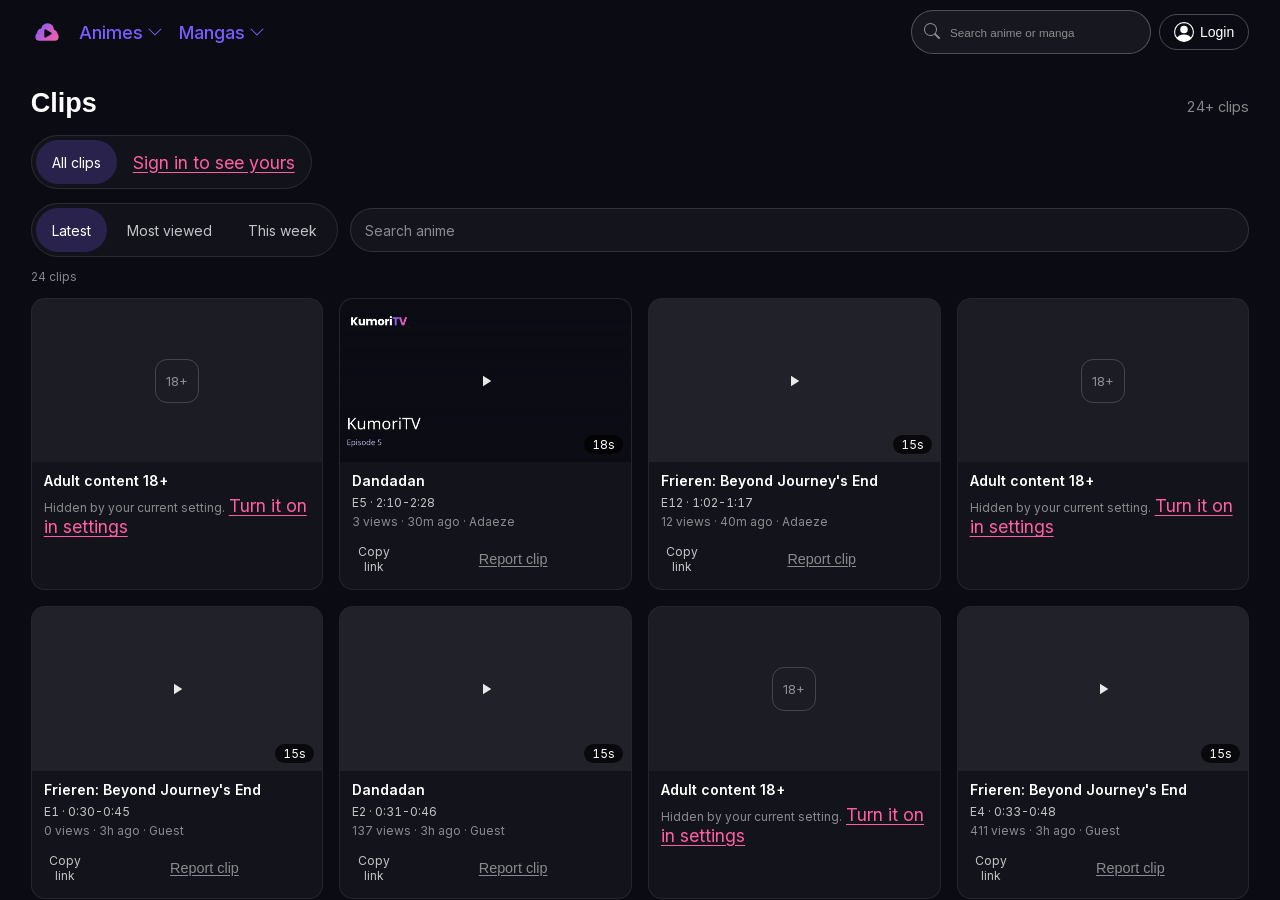 Animes Mangas Search anime or manga Login
Clips 24+ clips
All clips Sign in to see yours
Latest Most viewed This week Search anime
24 clips
18+
Adult content 18+
Hidden by your current setting. Turn it on
in settings
KumoriTV
KumoriTV
Episode 5
18s
Dandadan
E5 · 2:10-2:28
3 views · 30m ago · Adaeze
Copy
link
Report clip
15s
Frieren: Beyond Journey's End
E12 · 1:02-1:17
12 views · 40m ago · Adaeze
Copy
link
Report clip
18+
Adult content 18+
Hidden by your current setting. Turn it on
in settings
15s
Frieren: Beyond Journey's End
E1 · 0:30-0:45
0 views · 3h ago · Guest
Copy
link
Report clip
15s
Dandadan
E2 · 0:31-0:46
137 views · 3h ago · Guest
Copy
link
Report clip
18+
Adult content 18+
Hidden by your current setting. Turn it on
in settings
15s
Frieren: Beyond Journey's End
E4 · 0:33-0:48
411 views · 3h ago · Guest
Copy
link
Report clip